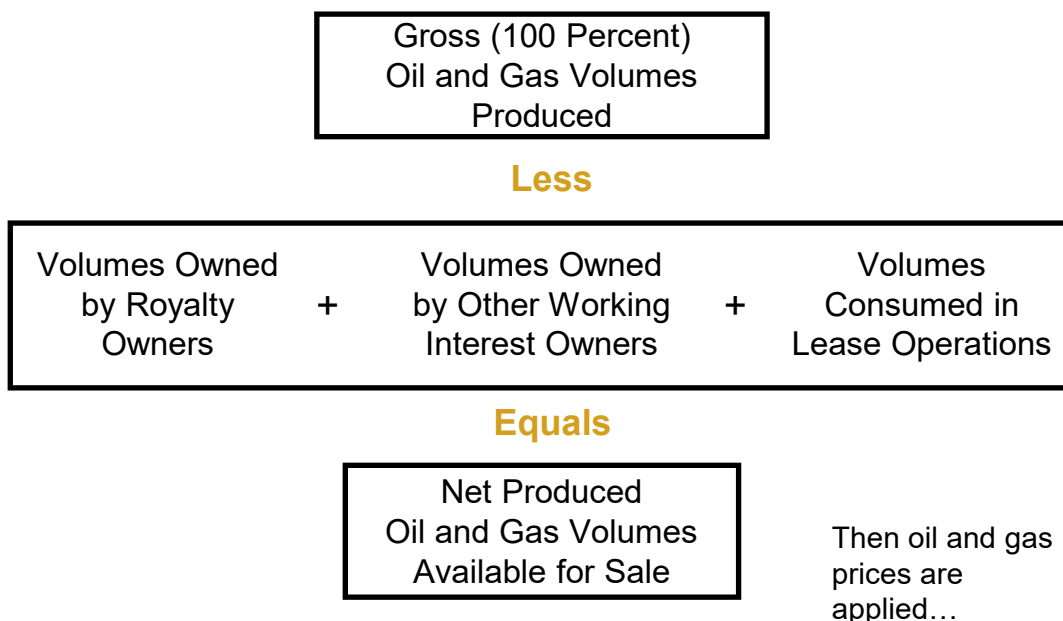 Gross (100 Percent)
Oil and Gas Volumes
Produced
Less
Volumes Owned
by Royalty
Owners
+
Volumes Owned
by Other Working
Interest Owners
+
Volumes
Consumed in
Lease Operations
Equals
Net Produced
Oil and Gas Volumes
Available for Sale
Then oil and gas
prices are
applied…